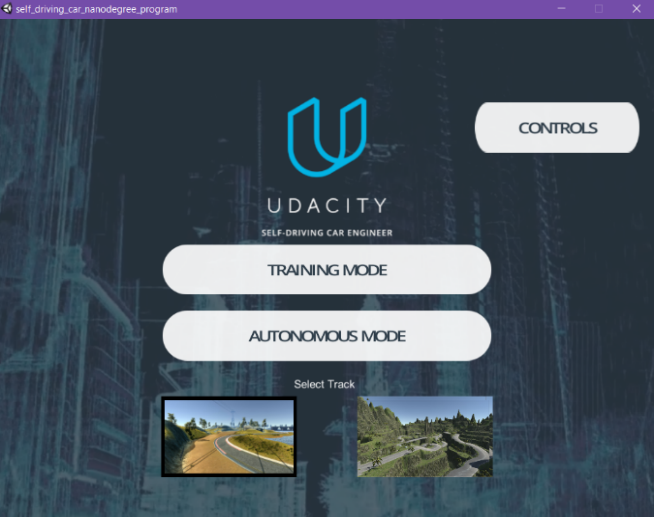 self_driving_car_nanodegree_program
CONTROLS
UDACITY
SELF-DRIVING CAR ENGINEER
TRAINING MODE
AUTONOMOUS MODE
Select Track